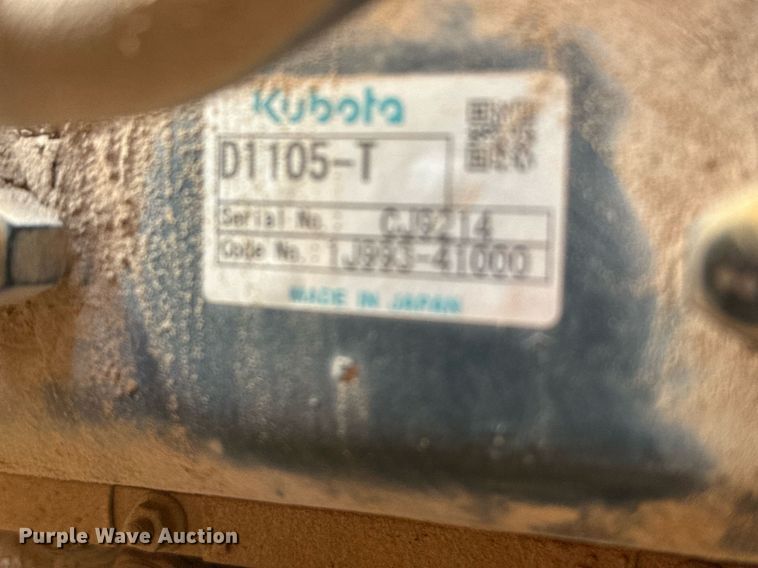 Kubota
D1105-T
Serial No.: CJ9214
Code No.: 1J993-41000
MADE IN JAPAN
Purple Wave Auction